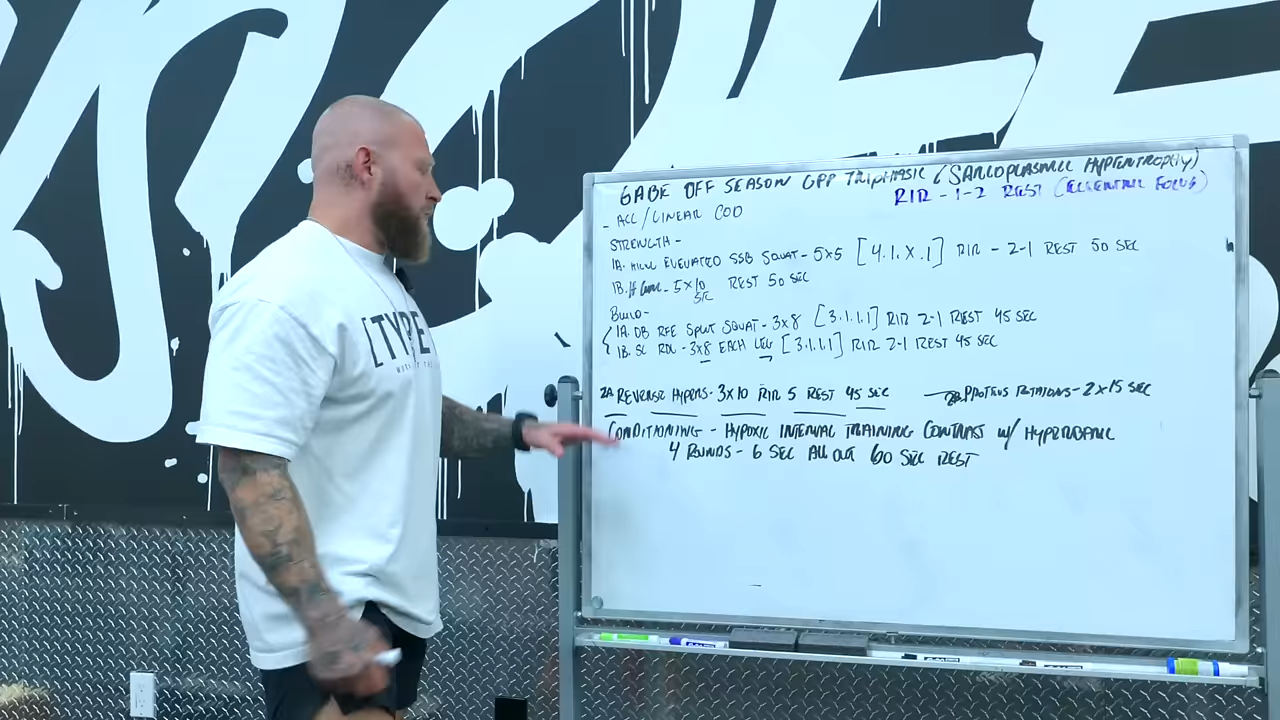 GABE OFF SEASON GPP TRIPHASIC (SARCOPLASMIC HYPERTROPHY)
RIR - 1-2 REST (ECCENTRIC FOCUS)
- ACC/LINEAR COD
STRENGTH -
1A. HEEL ELEVATED SSB SQUAT - 5x5 [4.1.X.1] RIR - 2-1 REST 50 SEC
1B. 5x10 REST 50 SEC
BUILD -
1A. DB RFE SPLIT SQUAT - 3x8 [3.1.1.1] RIR 2-1 REST 45 SEC
1B. SL RDL - 3x8 EACH LEG [3.1.1.1] RIR 2-1 REST 45 SEC
2A REVERSE HYPERS - 3x10 RIR 5 REST 45 SEC
2B. PROTEUS ROTATIONS - 2x15 SEC
CONDITIONING - HYPOXIC INTERVAL TRAINING CONTRAST W/ HYPERBARIC
4 ROUNDS - 6 SEC ALL OUT 60 SEC REST
[TYPE